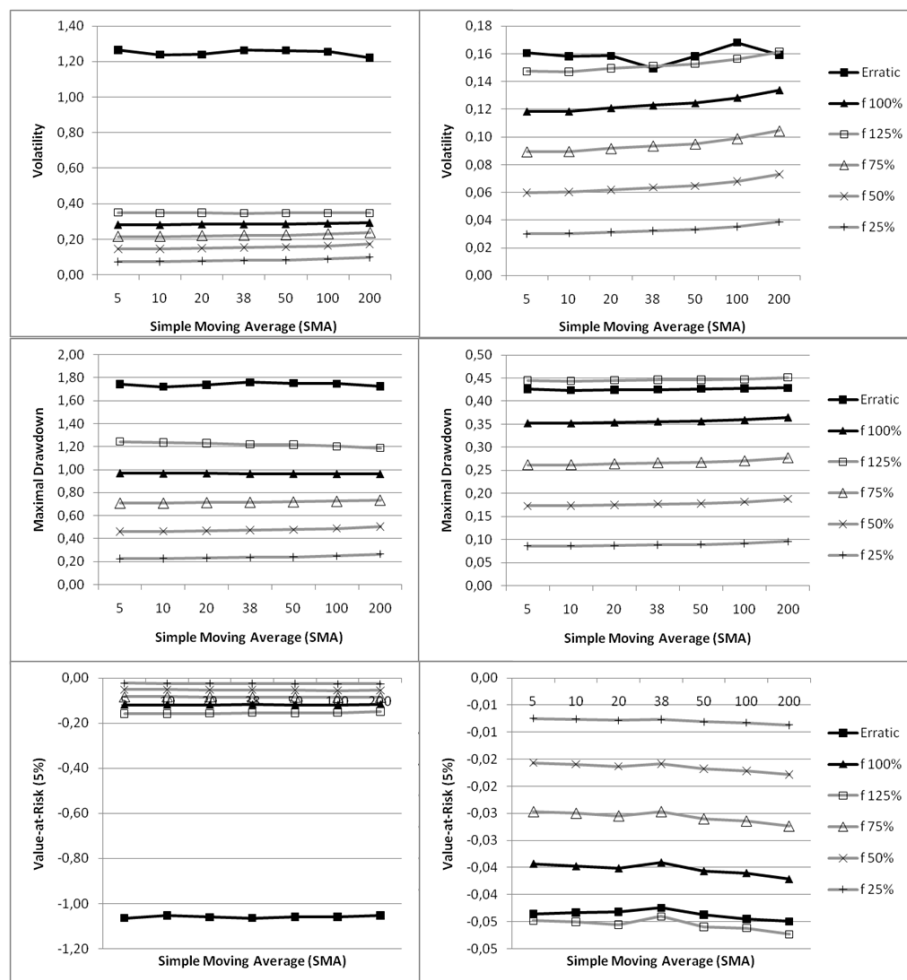 1,40
1,20
1,00
0,80
0,60
0,40
0,20
0,00
Volatility
5 10 20 38 50 100 200
Simple Moving Average (SMA)
0,18
0,16
0,14
0,12
0,10
0,08
0,06
0,04
0,02
0,00
Volatility
5 10 20 38 50 100 200
Simple Moving Average (SMA)
Erratic
f 100%
f 125%
f 75%
f 50%
f 25%
2,00
1,80
1,60
1,40
1,20
1,00
0,80
0,60
0,40
0,20
0,00
Maximal Drawdown
5 10 20 38 50 100 200
Simple Moving Average (SMA)
0,50
0,45
0,40
0,35
0,30
0,25
0,20
0,15
0,10
0,05
0,00
Maximal Drawdown
5 10 20 38 50 100 200
Simple Moving Average (SMA)
Erratic
f 100%
f 125%
f 75%
f 50%
f 25%
0,00
-0,20
-0,40
-0,60
-0,80
-1,00
-1,20
Value-at-Risk (5%)
5 10 20 38 50 100 200
Simple Moving Average (SMA)
-0,00
-0,01
-0,01
-0,02
-0,02
-0,03
-0,03
-0,04
-0,04
-0,05
-0,05
Value-at-Risk (5%)
5 10 20 38 50 100 200
Simple Moving Average (SMA)
Erratic
f 100%
f 125%
f 75%
f 50%
f 25%